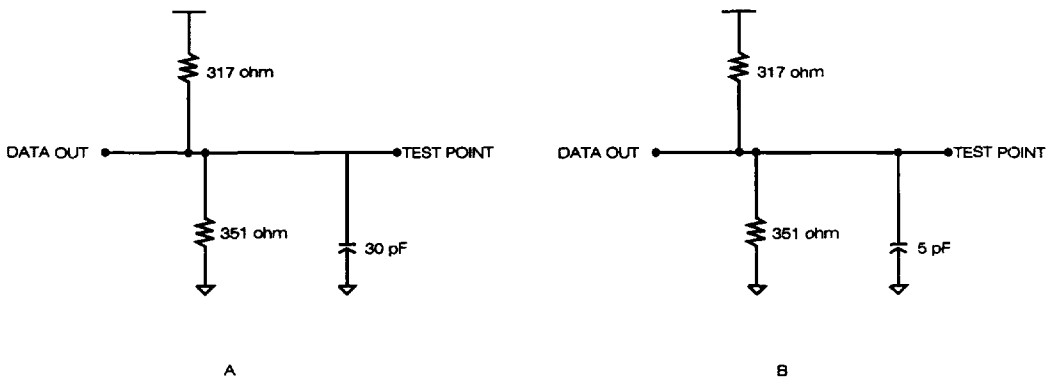 317 ohm
317 ohm
DATA OUT
TEST POINT
DATA OUT
TEST POINT
351 ohm
30 pF
351 ohm
5 pF
A
B